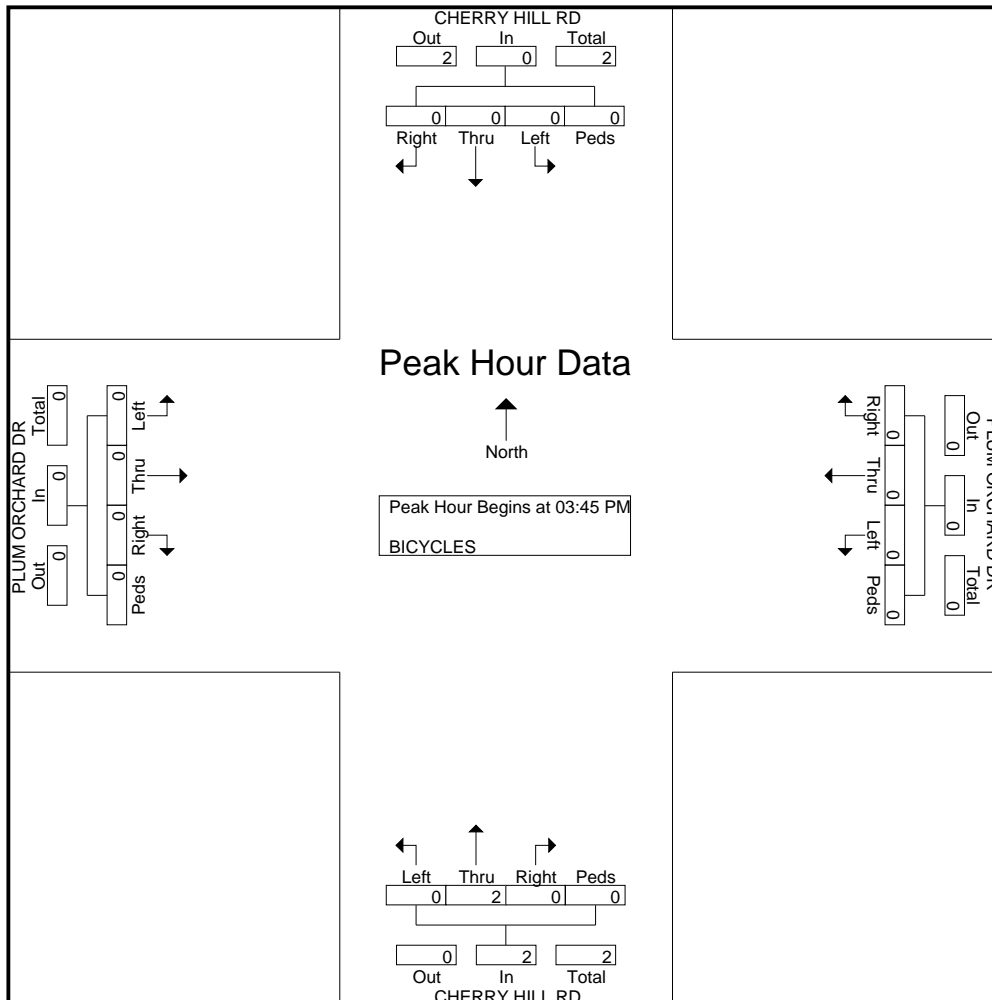 CHERRY HILL RD
Out In Total
2 0 2
0 0 0 0
Right Thru Left Peds
Peak Hour Data
North
Peak Hour Begins at 03:45 PM
BICYCLES
PLUM ORCHARD DR
Out In Total
0 0 0
Left Thru Right Peds
0 0 0 0
PLUM ORCHARD DR
Out In Total
0 0 0
Right Thru Left Peds
0 0 0 0
Left Thru Right Peds
0 2 0 0
0 2 2
Out In Total
CHERRY HILL RD